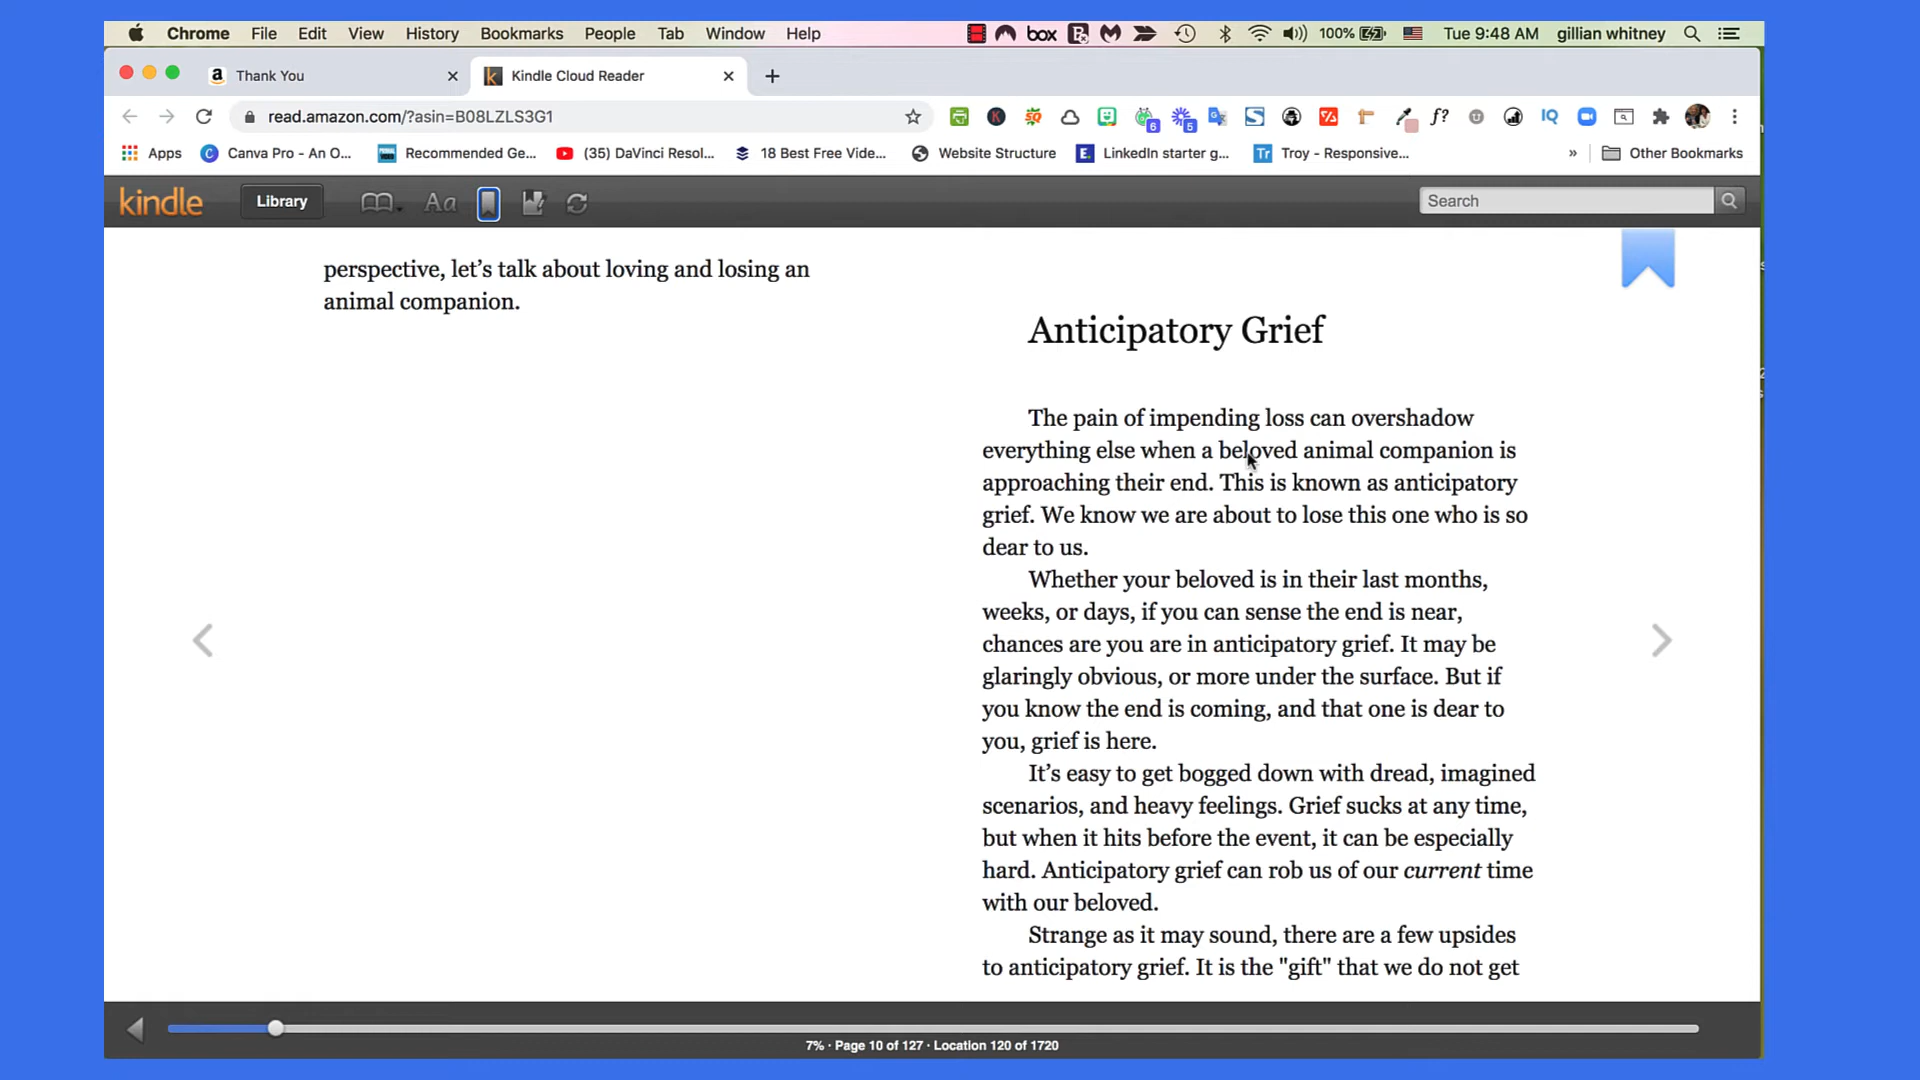 Chrome File Edit View History Bookmarks People Tab Window Help box 100% Tue 9:48 AM gillian whitney
Thank You
Kindle Cloud Reader
read.amazon.com/?asin=B08LZLS3G1
Apps
Canva Pro - An O...
Recommended Ge...
(35) DaVinci Resol...
18 Best Free Vide...
Website Structure
LinkedIn starter g...
Troy - Responsive...
»
Other Bookmarks
kindle
Library
Aa
Search
perspective, let’s talk about loving and losing an
animal companion.
Anticipatory Grief
The pain of impending loss can overshadow
everything else when a beloved animal companion is
approaching their end. This is known as anticipatory
grief. We know we are about to lose this one who is so
dear to us.
Whether your beloved is in their last months,
weeks, or days, if you can sense the end is near,
chances are you are in anticipatory grief. It may be
glaringly obvious, or more under the surface. But if
you know the end is coming, and that one is dear to
you, grief is here.
It’s easy to get bogged down with dread, imagined
scenarios, and heavy feelings. Grief sucks at any time,
but when it hits before the event, it can be especially
hard. Anticipatory grief can rob us of our current time
with our beloved.
Strange as it may sound, there are a few upsides
to anticipatory grief. It is the "gift" that we do not get
7% · Page 10 of 127 · Location 120 of 1720